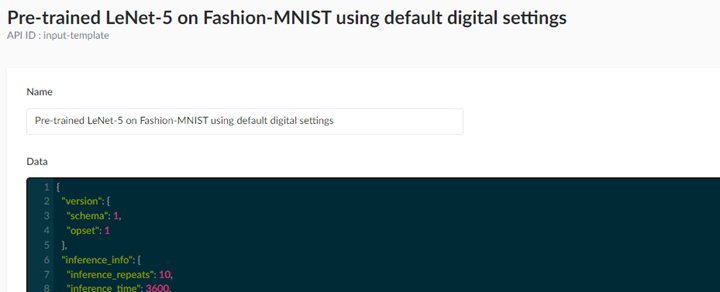 Pre-trained LeNet-5 on Fashion-MNIST using default digital settings
API ID : input-template
Name
Pre-trained LeNet-5 on Fashion-MNIST using default digital settings
Data
1 {
2 "version": {
3 "schema": 1,
4 "opset": 1
5 },
6 "inference_info": {
7 "inference_repeats": 10,
8 "inference_time": 3600,